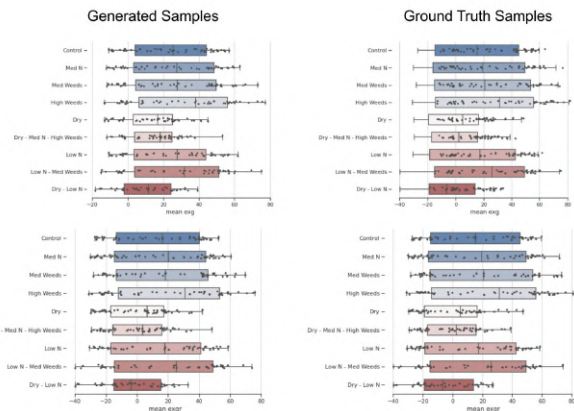 Generated Samples
Ground Truth Samples
Control
Med N
Med Weeds
High Weeds
Dry
Dry - Med N - High Weeds
Low N
Low N - Med Weeds
Dry - Low N
−20 0 20 40 60 80
mean exg
Control
Med N
Med Weeds
High Weeds
Dry
Dry - Med N - High Weeds
Low N
Low N - Med Weeds
Dry - Low N
−40 −20 0 20 40 60 80
mean exg
Control
Med N
Med Weeds
High Weeds
Dry
- Med N - High Weeds
Low N
Low N - Med Weeds
Dry - Low N
−40 −20 0 20 40 60 80
mean exgr
Control
Med N
Med Weeds
High Weeds
Dry
Dry - Med N - High Weeds
Low N
Low N - Med Weeds
Dry - Low N
−40 −20 0 20 40 60 80
mean exgr